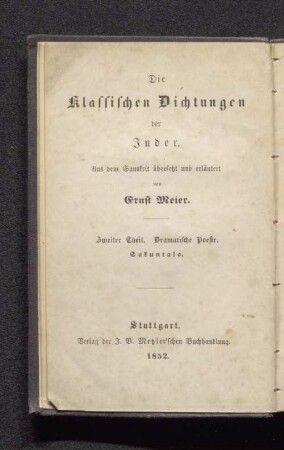 Die
Klassischen Dichtungen
der
Inder.
Aus dem Sanskrit übersetzt und erläutert
von
Ernst Meier.
Zweiter Theil. Dramatische Poesie.
Sakuntala.
Stuttgart.
Verlag der J. B. Metzler'schen Buchhandlung.
1852.